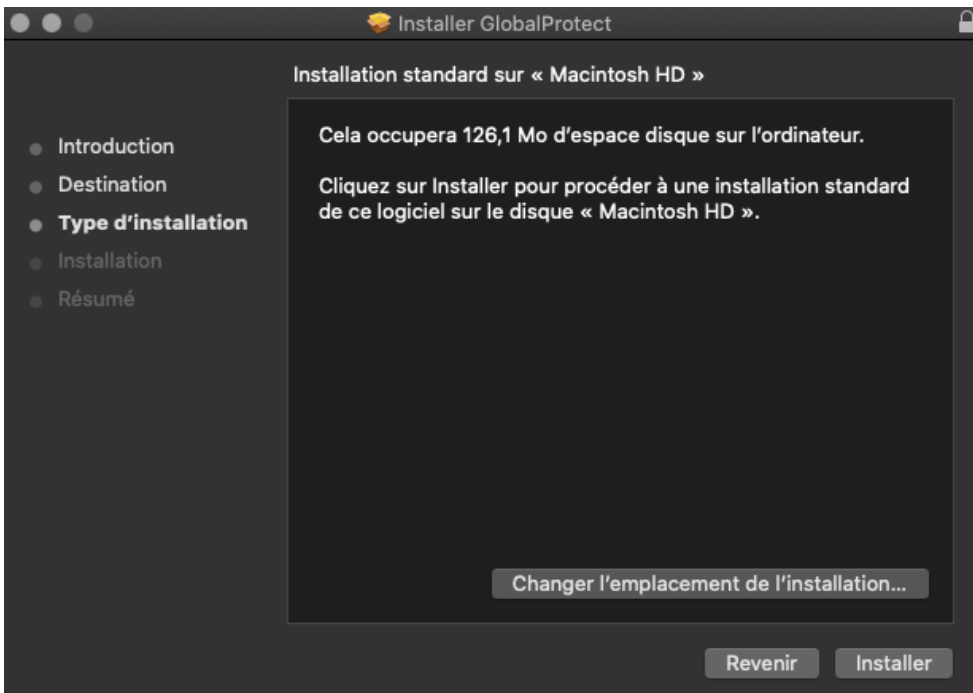 Installer GlobalProtect
Installation standard sur « Macintosh HD »
Introduction
Destination
Type d’installation
Installation
Résumé
Cela occupera 126,1 Mo d’espace disque sur l’ordinateur.
Cliquez sur Installer pour procéder à une installation standard
de ce logiciel sur le disque « Macintosh HD ».
Changer l’emplacement de l’installation...
Revenir
Installer